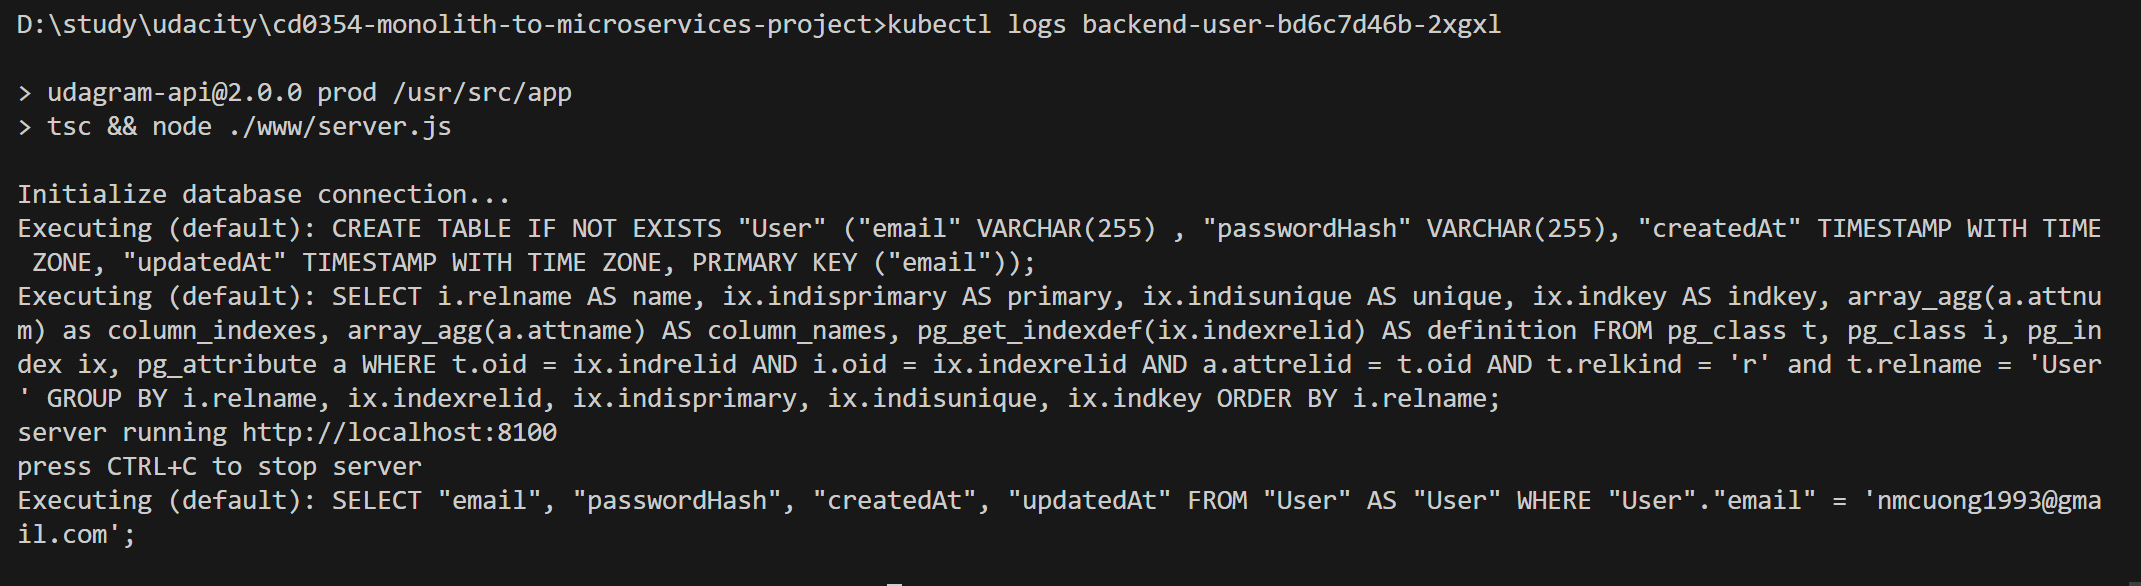 D:\study\udacity\cd0354-monolith-to-microservices-project>kubectl logs backend-user-bd6c7d46b-2xgxl
> udagram-api@2.0.0 prod /usr/src/app
> tsc && node ./www/server.js
Initialize database connection...
Executing (default): CREATE TABLE IF NOT EXISTS "User" ("email" VARCHAR(255) , "passwordHash" VARCHAR(255), "createdAt" TIMESTAMP WITH TIME
 ZONE, "updatedAt" TIMESTAMP WITH TIME ZONE, PRIMARY KEY ("email"));
Executing (default): SELECT i.relname AS name, ix.indisprimary AS primary, ix.indisunique AS unique, ix.indkey AS indkey, array_agg(a.attnu
m) as column_indexes, array_agg(a.attname) AS column_names, pg_get_indexdef(ix.indexrelid) AS definition FROM pg_class t, pg_class i, pg_in
dex ix, pg_attribute a WHERE t.oid = ix.indrelid AND i.oid = ix.indexrelid AND a.attrelid = t.oid AND t.relkind = 'r' and t.relname = 'User
' GROUP BY i.relname, ix.indexrelid, ix.indisprimary, ix.indisunique, ix.indkey ORDER BY i.relname;
server running http://localhost:8100
press CTRL+C to stop server
Executing (default): SELECT "email", "passwordHash", "createdAt", "updatedAt" FROM "User" AS "User" WHERE "User"."email" = 'nmcuong1993@gma
il.com';